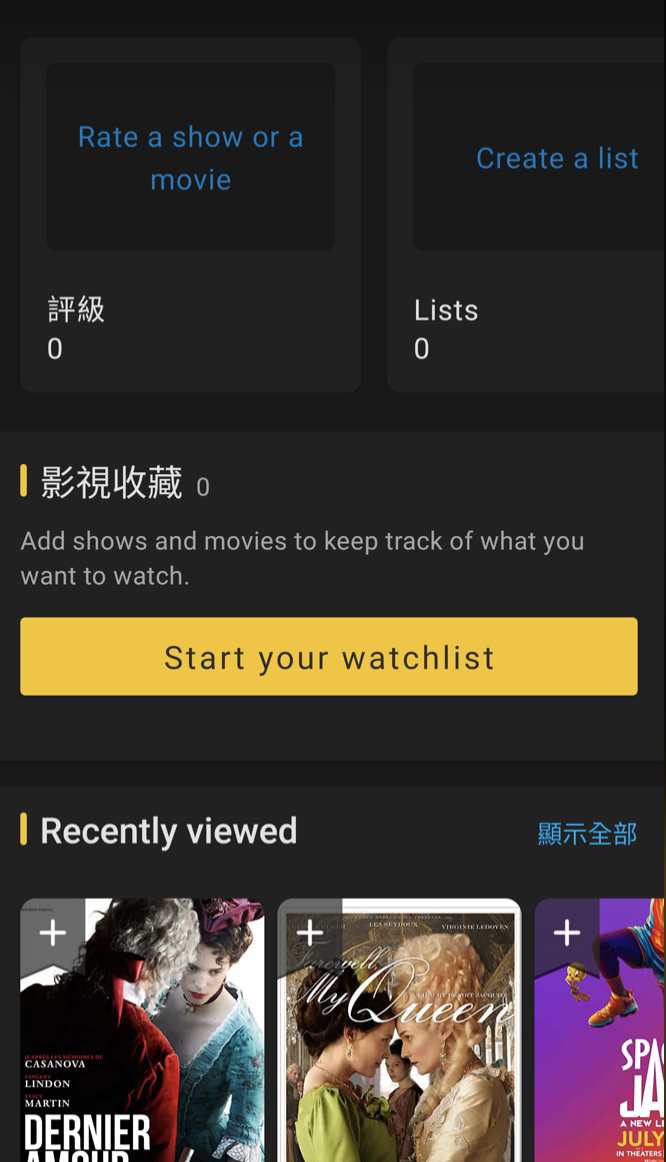 Rate a show or a
movie
Create a list
評級
0
Lists
0
影視收藏 0
Add shows and movies to keep track of what you
want to watch.
Start your watchlist
Recently viewed
顯示全部
D'APRÈS LES MÉMOIRES DE
CASANOVA
VINCENT
LINDON
STACY
MARTIN
DERNIER
AMOUR
LEA SEYDOUX
VIRGINIE LEDOYEN
Farewell,
My Queen
A FILM BY BENOIT JACQUOT
SPA
JA
A NEW L
JULY
IN THEATERS